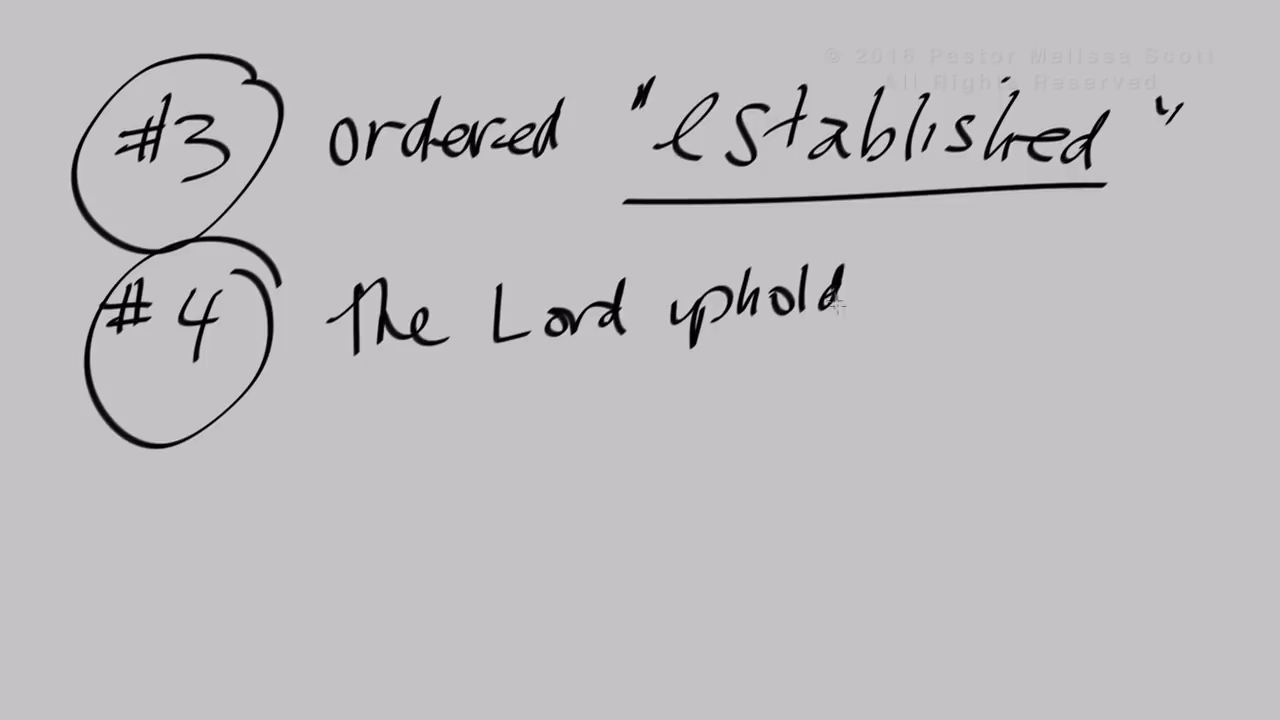 © 2018 Pastor Melissa Scott
All Rights Reserved
#3 ordered "established"
#4 The Lord uphold